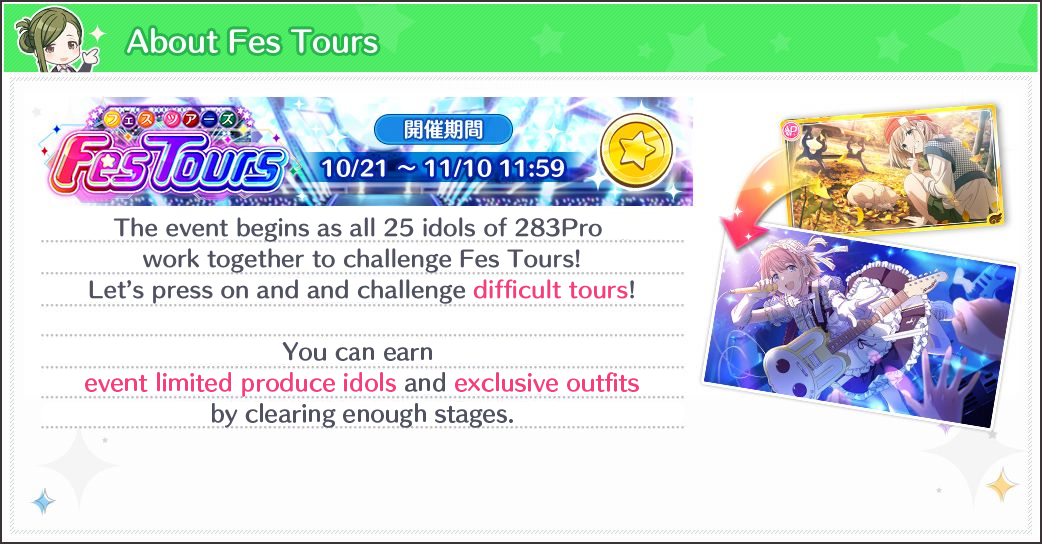 About Fes Tours
フェスツアーズ
FesTours
開催期間
10/21 ~ 11/10 11:59
P
The event begins as all 25 idols of 283Pro
work together to challenge Fes Tours!
Let's press on and and challenge difficult tours!
You can earn
event limited produce idols and exclusive outfits
by clearing enough stages.